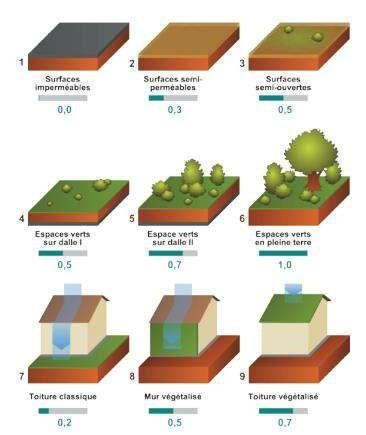 1 2 3
Surfaces imperméables Surfaces semi-perméables Surfaces semi-ouvertes
0,0 0,3 0,5
4 5 6
Espaces verts sur dalle I Espaces verts sur dalle II Espaces verts en pleine terre
0,5 0,7 1,0
7 8 9
Toiture classique Mur végétalisé Toiture végétalisé
0,2 0,5 0,7